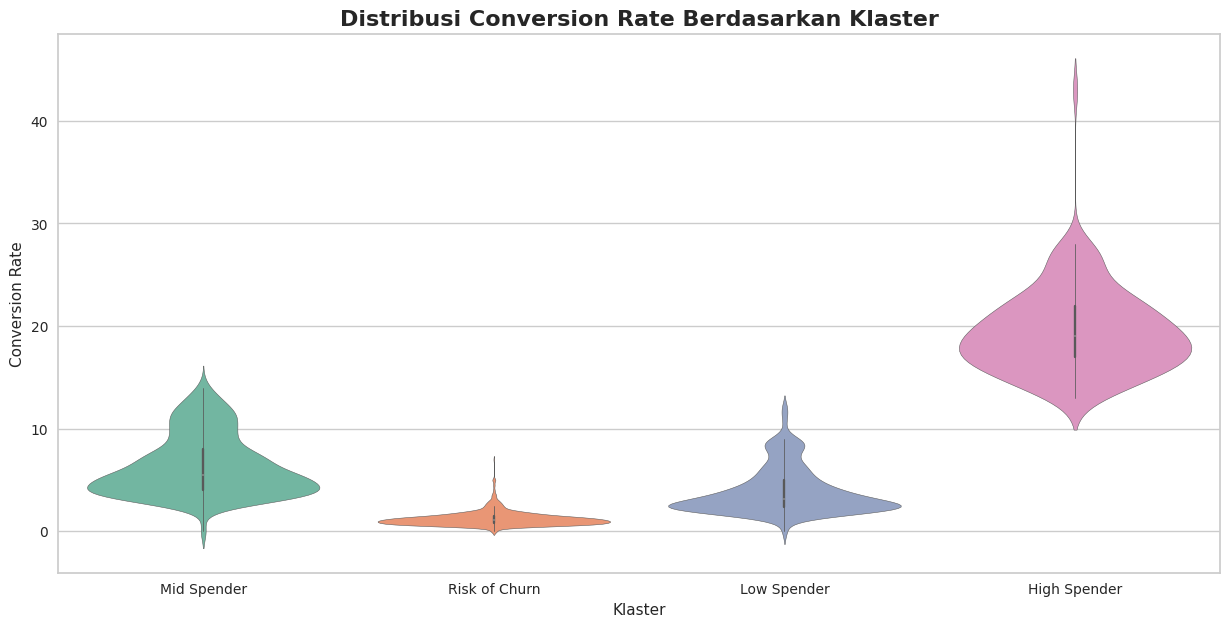 Distribusi Conversion Rate Berdasarkan Klaster
Conversion Rate
40
30
20
10
0
Mid Spender
Risk of Churn
Low Spender
High Spender
Klaster